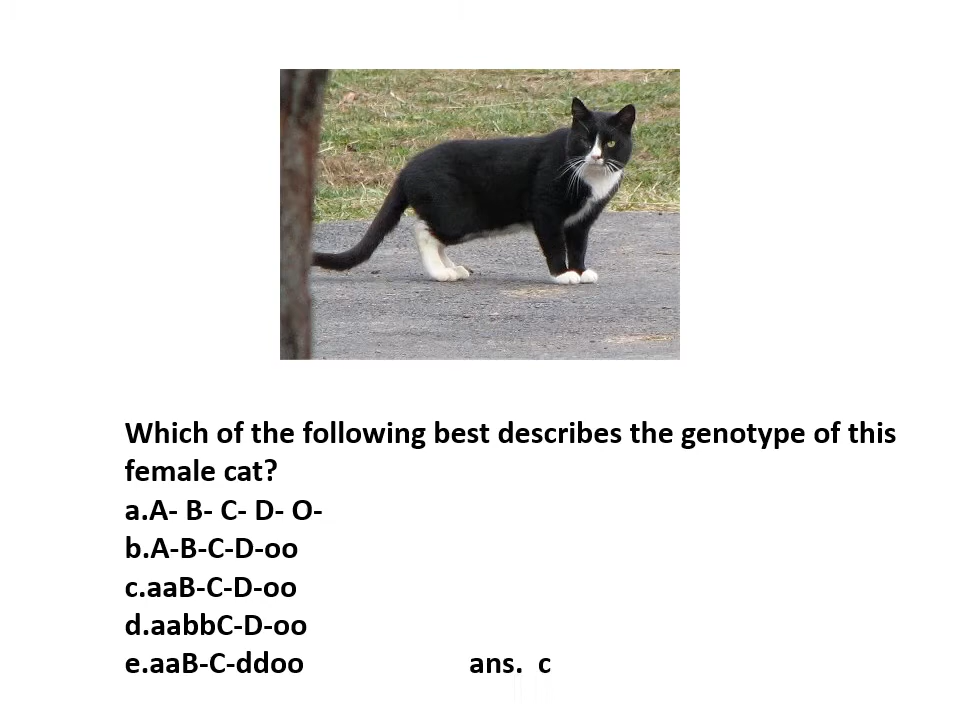 Which of the following best describes the genotype of this
female cat?
a.A- B- C- D- O-
b.A-B-C-D-oo
c.aaB-C-D-oo
d.aabbC-D-oo
e.aaB-C-ddoo ans. c